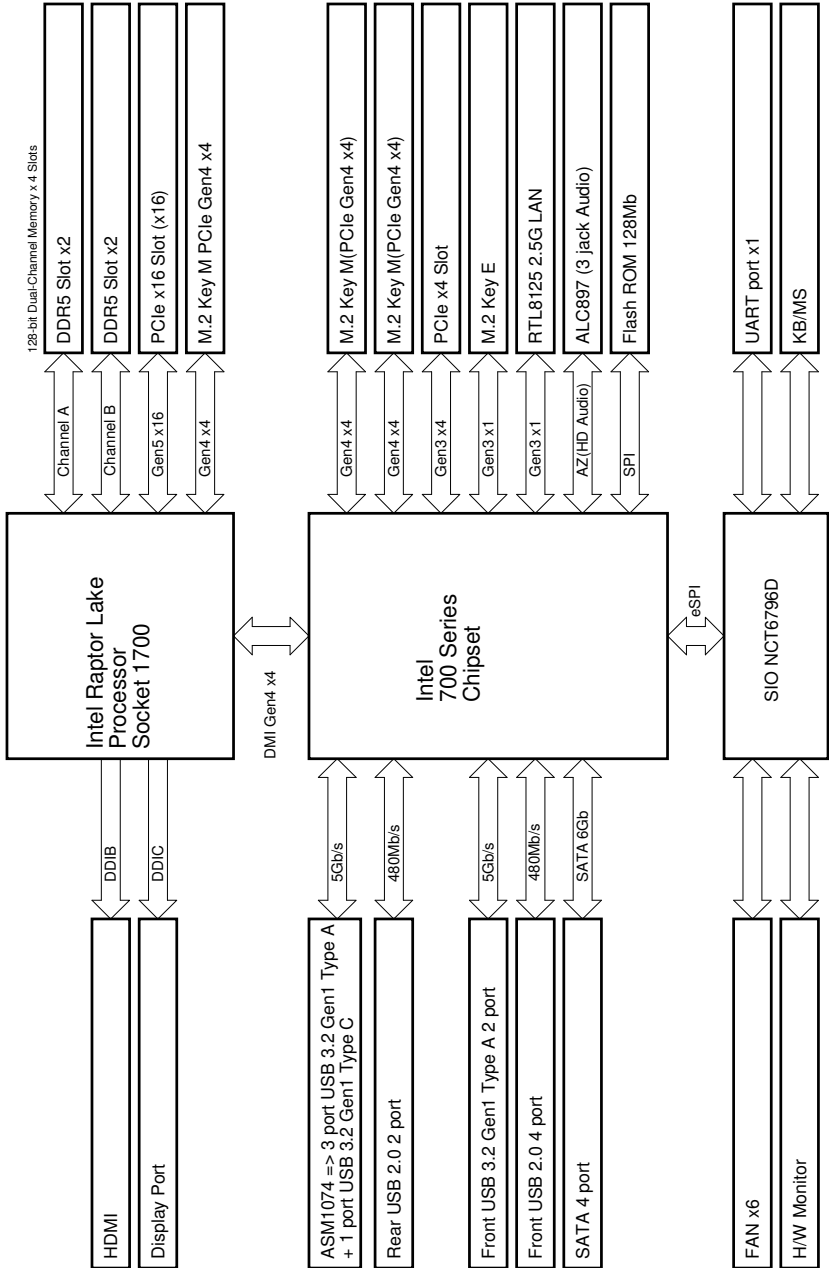 128-bit Dual-Channel Memory x 4 Slots
DDR5 Slot x2
DDR5 Slot x2
PCIe x16 Slot (x16)
M.2 Key M PCIe Gen4 x4
M.2 Key M(PCIe Gen4 x4)
M.2 Key M(PCIe Gen4 x4)
PCIe x4 Slot
M.2 Key E
RTL8125 2.5G LAN
ALC897 (3 jack Audio)
Flash ROM 128Mb
UART port x1
KB/MS
Channel A
Channel B
Gen5 x16
Gen4 x4
Gen4 x4
Gen4 x4
Gen3 x4
Gen3 x1
Gen3 x1
AZ(HD Audio)
SPI
Intel Raptor Lake
Processor
Socket 1700
DMI Gen4 x4
Intel
700 Series
Chipset
eSPI
SIO NCT6796D
DDIB
DDIC
5Gb/s
480Mb/s
5Gb/s
480Mb/s
SATA 6Gb
HDMI
Display Port
ASM1074 => 3 port USB 3.2 Gen1 Type A
+ 1 port USB 3.2 Gen1 Type C
Rear USB 2.0 2 port
Front USB 3.2 Gen1 Type A 2 port
Front USB 2.0 4 port
SATA 4 port
FAN x6
H/W Monitor